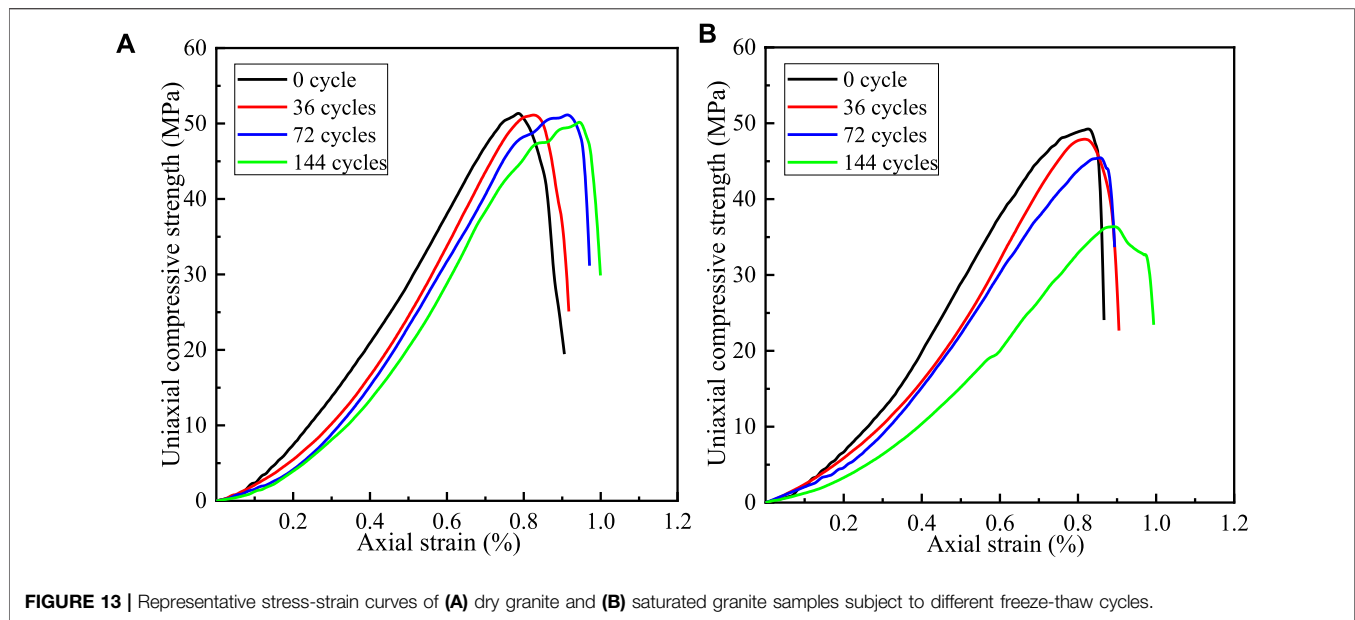 A
60
50
40
30
20
10
0
0.2 0.4 0.6 0.8 1.0 1.2
Uniaxial compressive strength (MPa)
Axial strain (%)
0 cycle
36 cycles
72 cycles
144 cycles
B
60
50
40
30
20
10
0
0.2 0.4 0.6 0.8 1.0 1.2
Uniaxial compressive strength (MPa)
Axial strain (%)
0 cycle
36 cycles
72 cycles
144 cycles
FIGURE 13 | Representative stress-strain curves of (A) dry granite and (B) saturated granite samples subject to different freeze-thaw cycles.